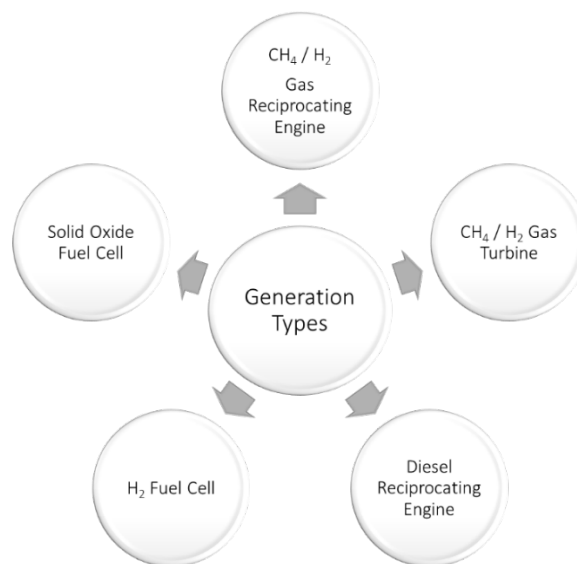 CH₄ / H₂
Gas
Reciprocating
Engine
Solid Oxide
Fuel Cell
CH₄ / H₂ Gas
Turbine
Generation
Types
H₂ Fuel Cell
Diesel
Reciprocating
Engine